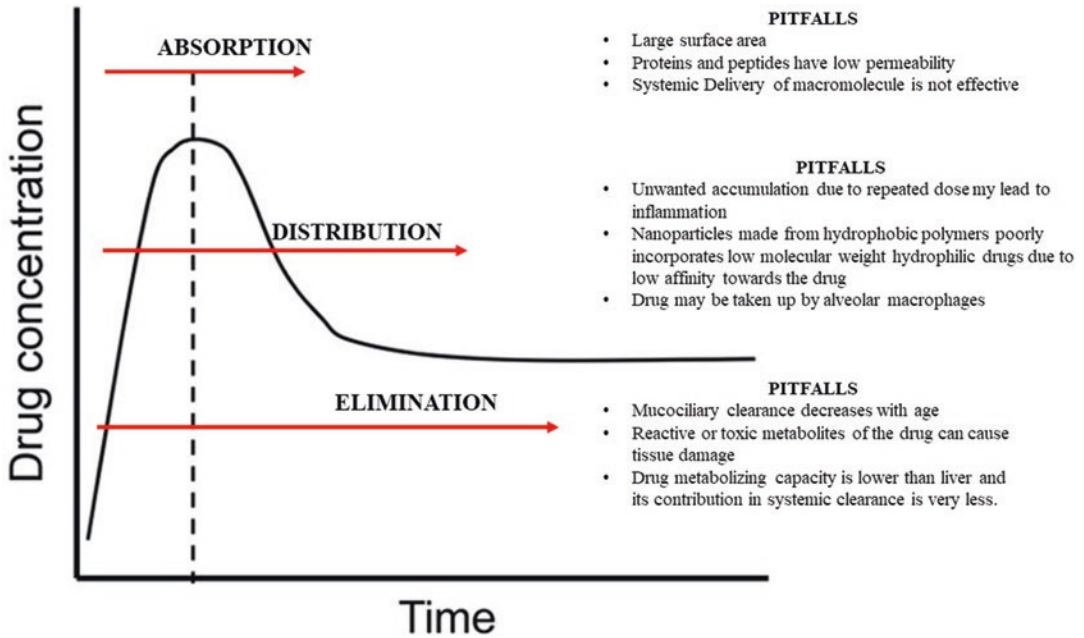 PITFALLS
• Large surface area
• Proteins and peptides have low permeability
• Systemic Delivery of macromolecule is not effective
ABSORPTION
PITFALLS
• Unwanted accumulation due to repeated dose my lead to
inflammation
• Nanoparticles made from hydrophobic polymers poorly
incorporates low molecular weight hydrophilic drugs due to
low affinity towards the drug
• Drug may be taken up by alveolar macrophages
DISTRIBUTION
PITFALLS
• Mucociliary clearance decreases with age
• Reactive or toxic metabolites of the drug can cause
tissue damage
• Drug metabolizing capacity is lower than liver and
its contribution in systemic clearance is very less.
ELIMINATION
Drug concentration
Time